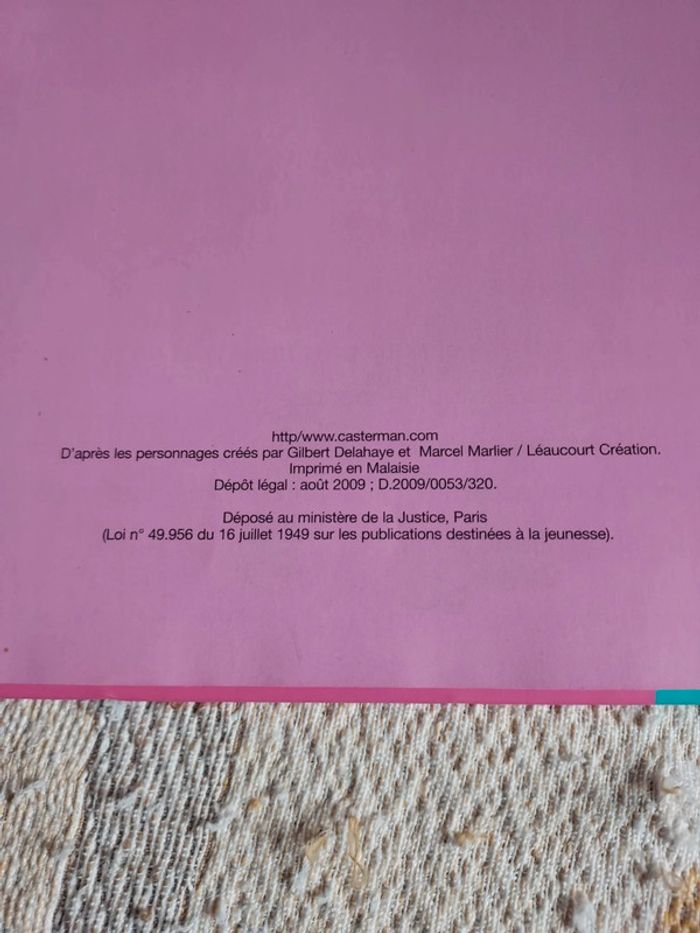 http/www.casterman.com
D'après les personnages créés par Gilbert Delahaye et Marcel Marlier / Léaucourt Création.
Imprimé en Malaisie
Dépôt légal : août 2009 ; D.2009/0053/320.
Déposé au ministère de la Justice, Paris
(Loi n° 49.956 du 16 juillet 1949 sur les publications destinées à la jeunesse).